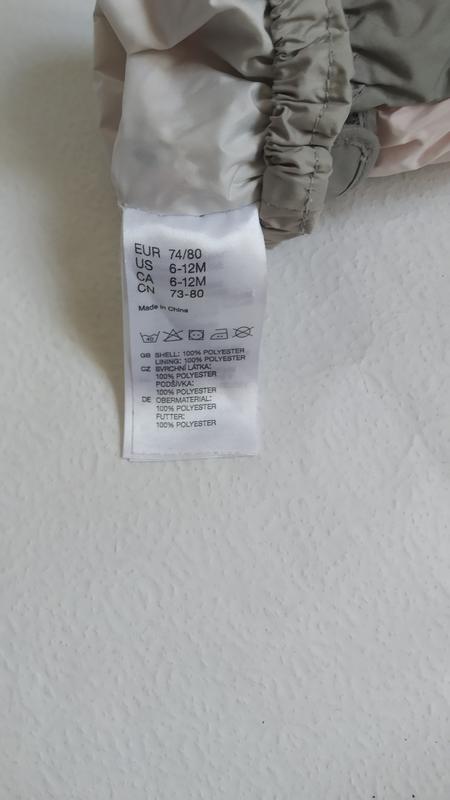 EUR 74/80
US 6-12M
CA 6-12M
CN 73-80
Made in China
40
GB SHELL: 100% POLYESTER
LINING: 100% POLYESTER
CZ SVRCHNÍ LÁTKA:
100% POLYESTER
PODŠÍVKA:
100% POLYESTER
DE OBERMATERIAL:
100% POLYESTER
FUTTER:
100% POLYESTER